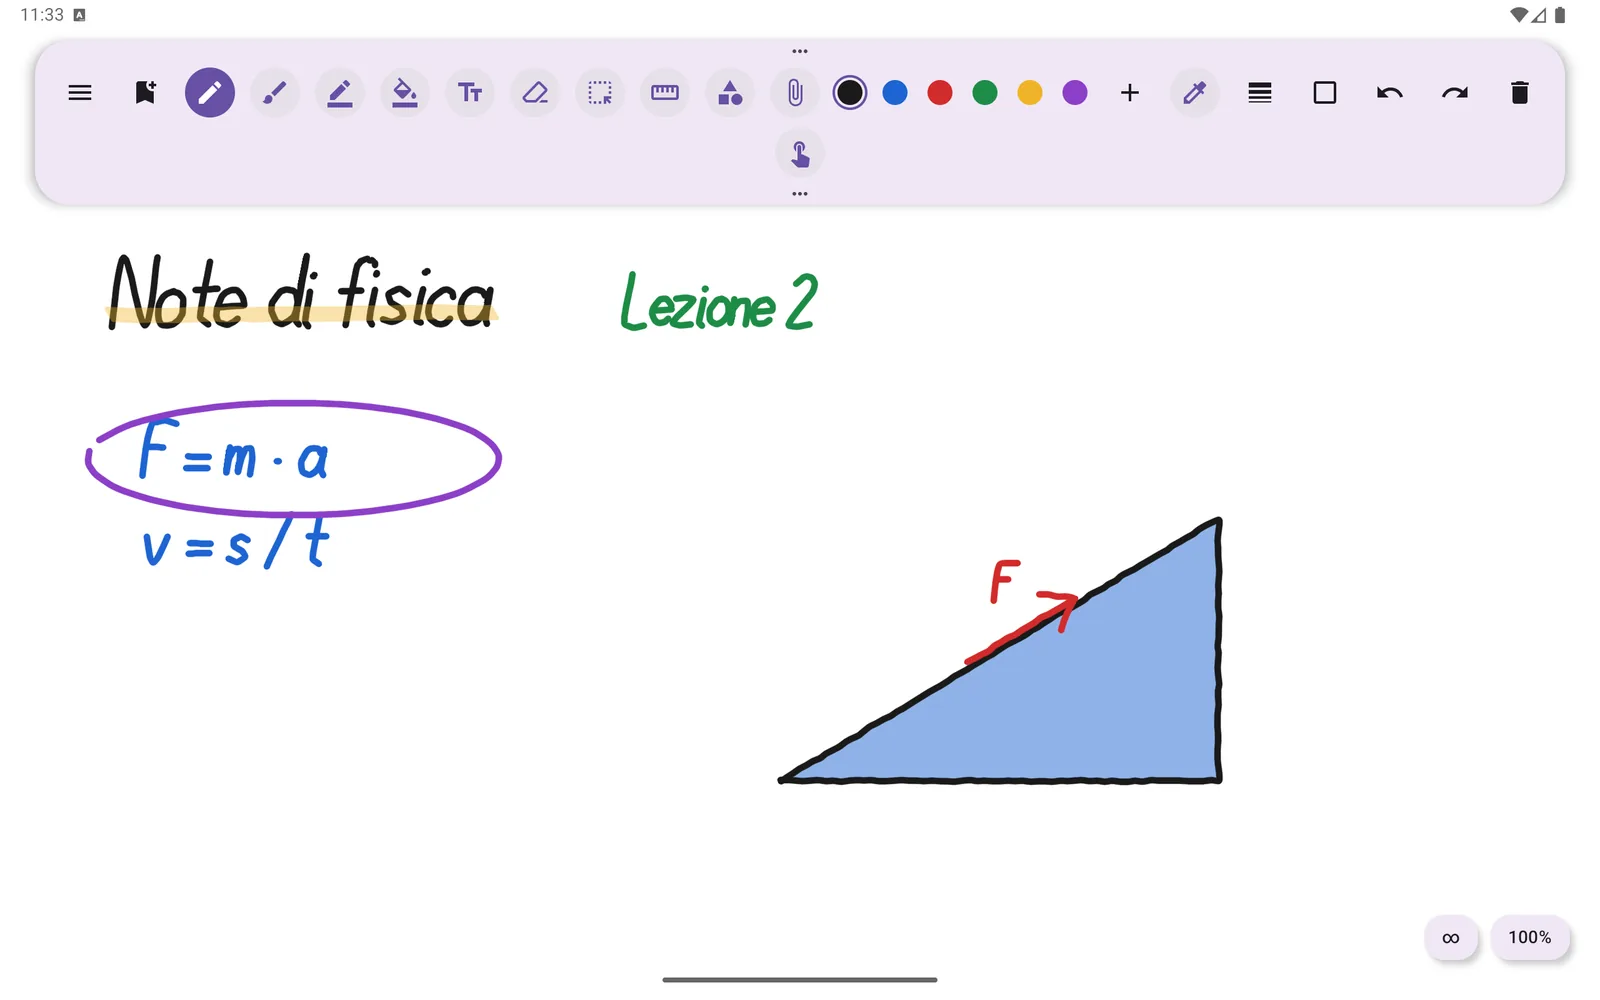 11:33
Note di fisica
Lezione 2
F = m · a
v = s / t
F
∞
100%